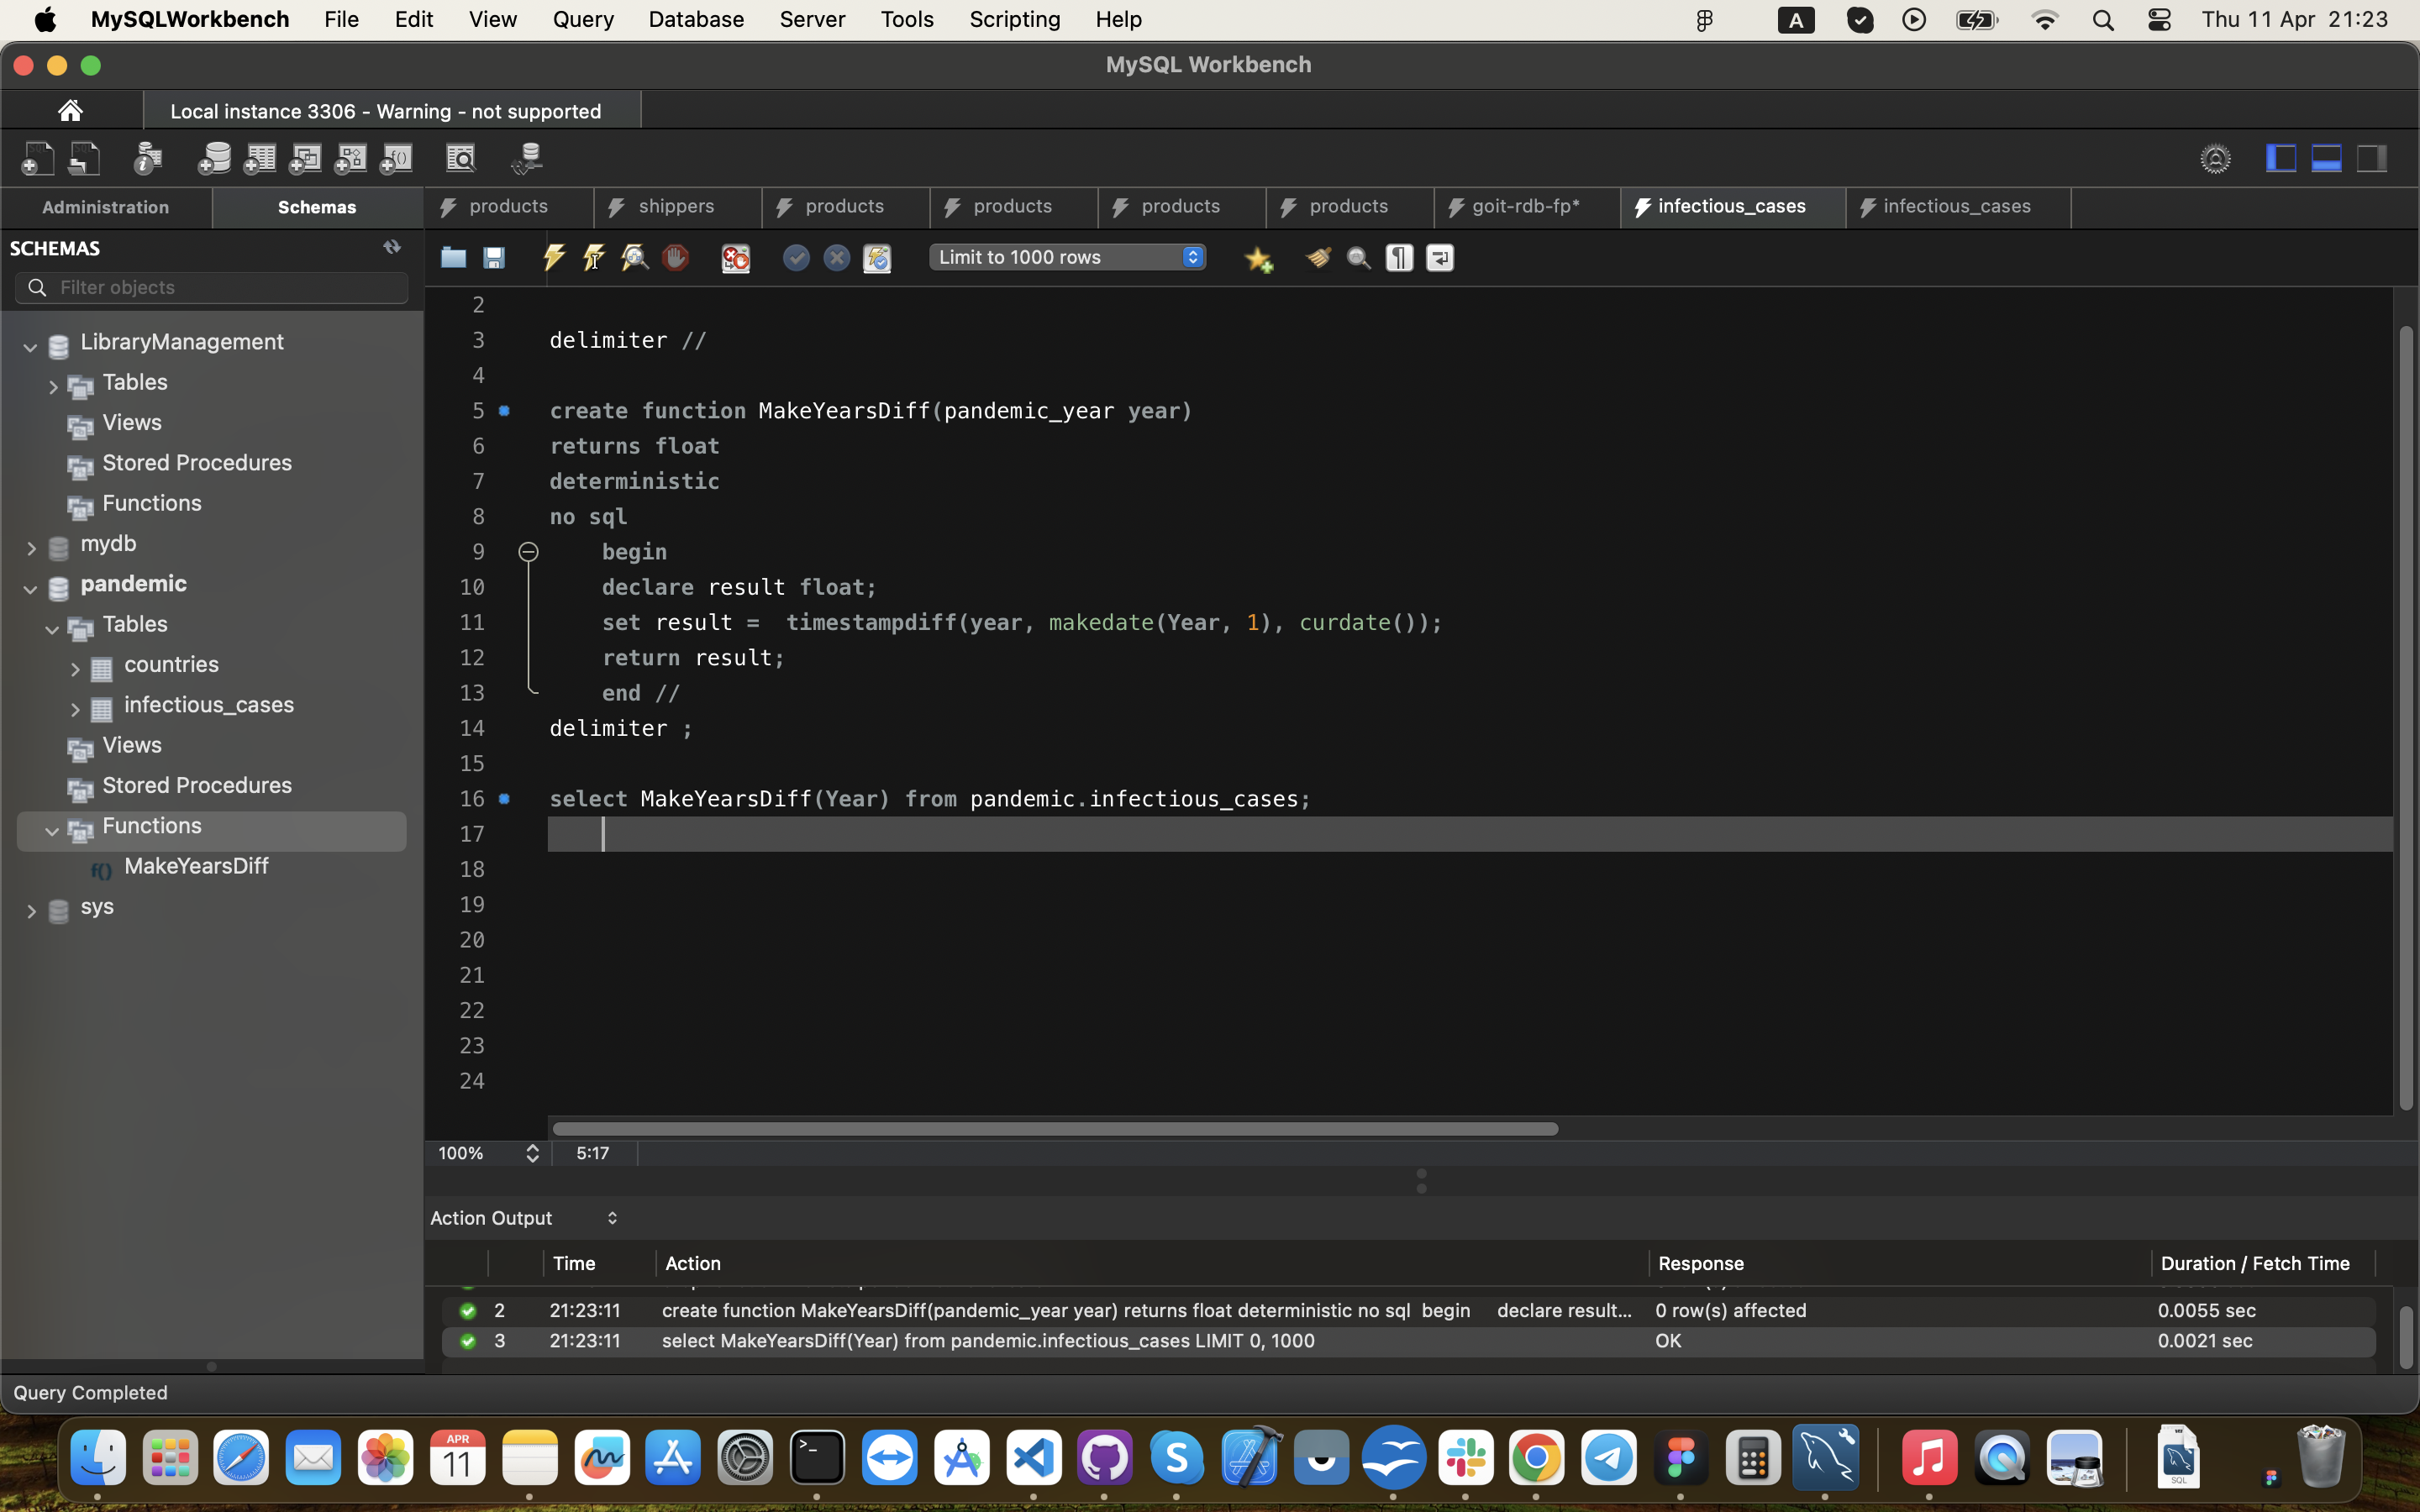 MySQLWorkbench File Edit View Query Database Server Tools Scripting Help A Thu 11 Apr 21:23
MySQL Workbench
Local instance 3306 - Warning - not supported
Administration Schemas products shippers products products products products goit-rdb-fp* infectious_cases infectious_cases
SCHEMAS
Limit to 1000 rows
Filter objects
LibraryManagement
Tables
Views
Stored Procedures
Functions
mydb
pandemic
Tables
countries
infectious_cases
Views
Stored Procedures
Functions
f() MakeYearsDiff
sys
2
3 delimiter //
4
5 create function MakeYearsDiff(pandemic_year year)
6 returns float
7 deterministic
8 no sql
9 begin
10 declare result float;
11 set result =  timestampdiff(year, makedate(Year, 1), curdate());
12 return result;
13 end //
14 delimiter ;
15
16 select MakeYearsDiff(Year) from pandemic.infectious_cases;
17
18
19
20
21
22
23
24
100% 5:17
Action Output
Time Action Response Duration / Fetch Time
2 21:23:11 create function MakeYearsDiff(pandemic_year year) returns float deterministic no sql begin declare result... 0 row(s) affected 0.0055 sec
3 21:23:11 select MakeYearsDiff(Year) from pandemic.infectious_cases LIMIT 0, 1000 OK 0.0021 sec
Query Completed
APR
11
SQL